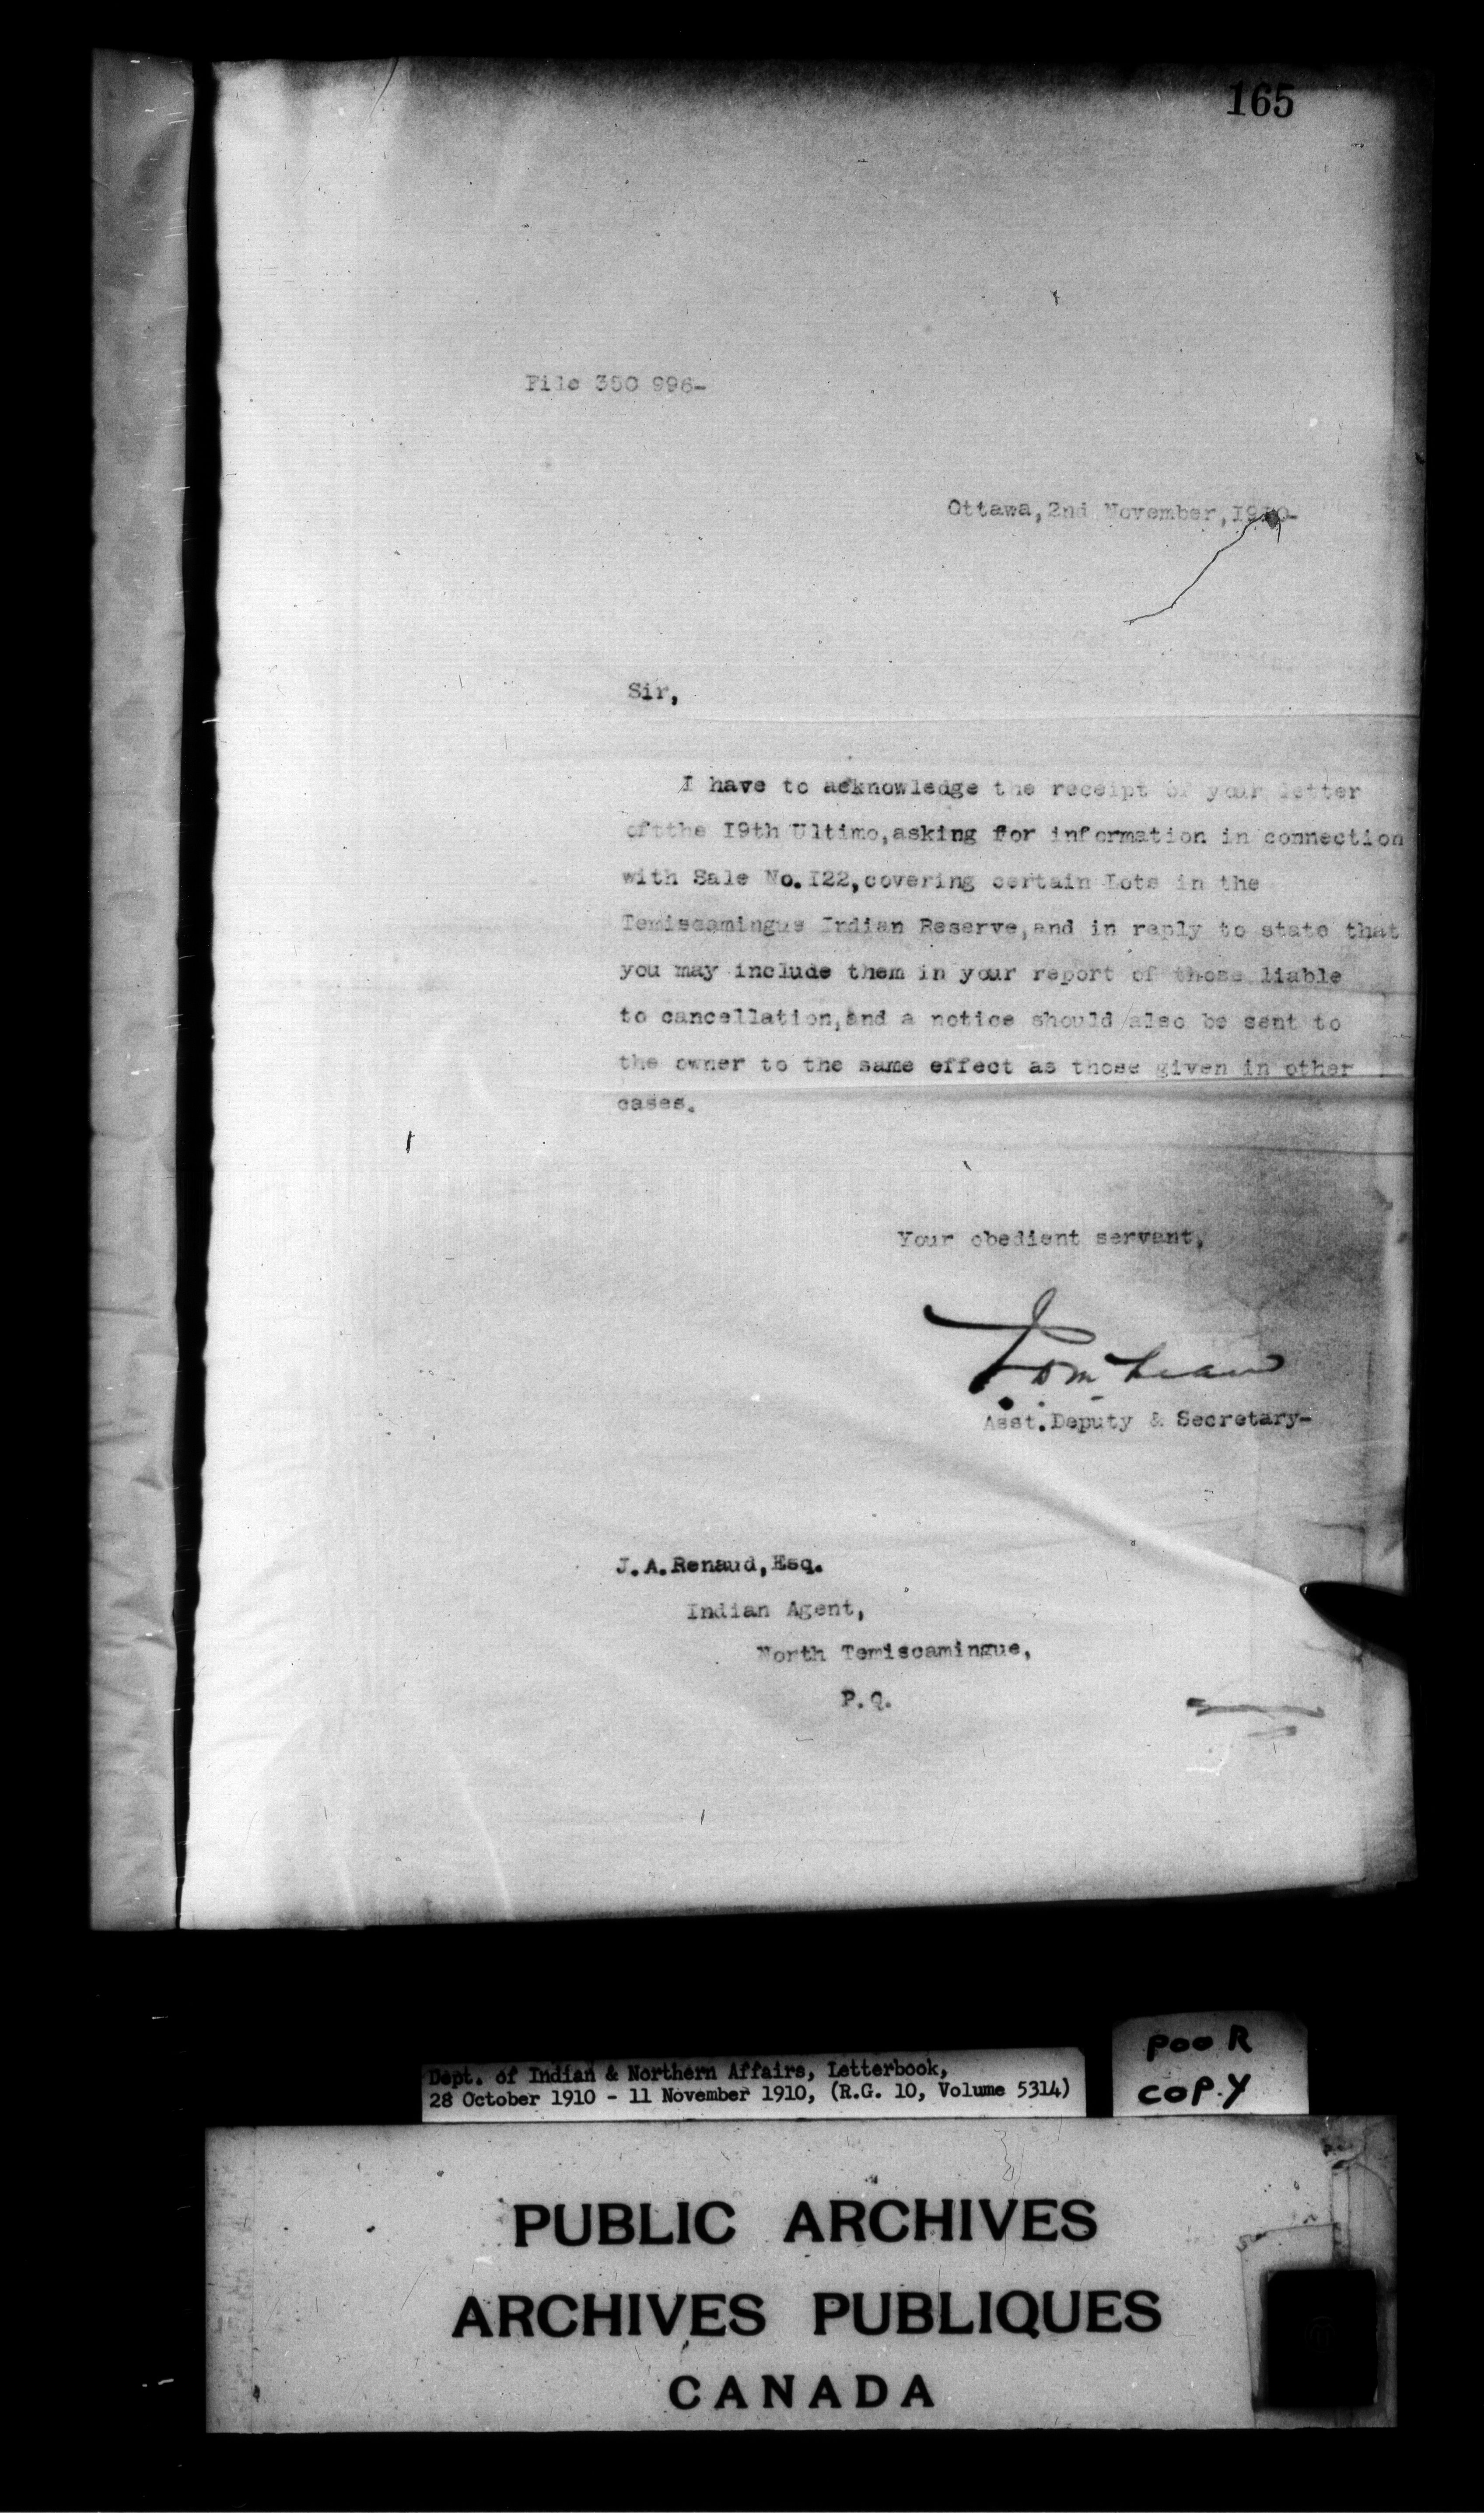 165
File 350 996-
Ottawa, 2nd November, 1910-
Sir,
I have to acknowledge the receipt of your letter
of the 19th Ultimo, asking for information in connection
with Sale No. I22, covering certain Lots in the
Temiscamingue Indian Reserve, and in reply to state that
you may include them in your report of those liable
to cancellation, and a notice should also be sent to
the owner to the same effect as those given in other
cases.
Your obedient servant,
Asst. Deputy & Secretary-
J. A. Renaud, Esq.
Indian Agent,
North Temiscamingue,
P.Q.
Dept. of Indian & Northern Affairs, Letterbook,
28 October 1910 - 11 November 1910, (R.G. 10, Volume 5314)
POOR
COPY
PUBLIC ARCHIVES
ARCHIVES PUBLIQUES
CANADA